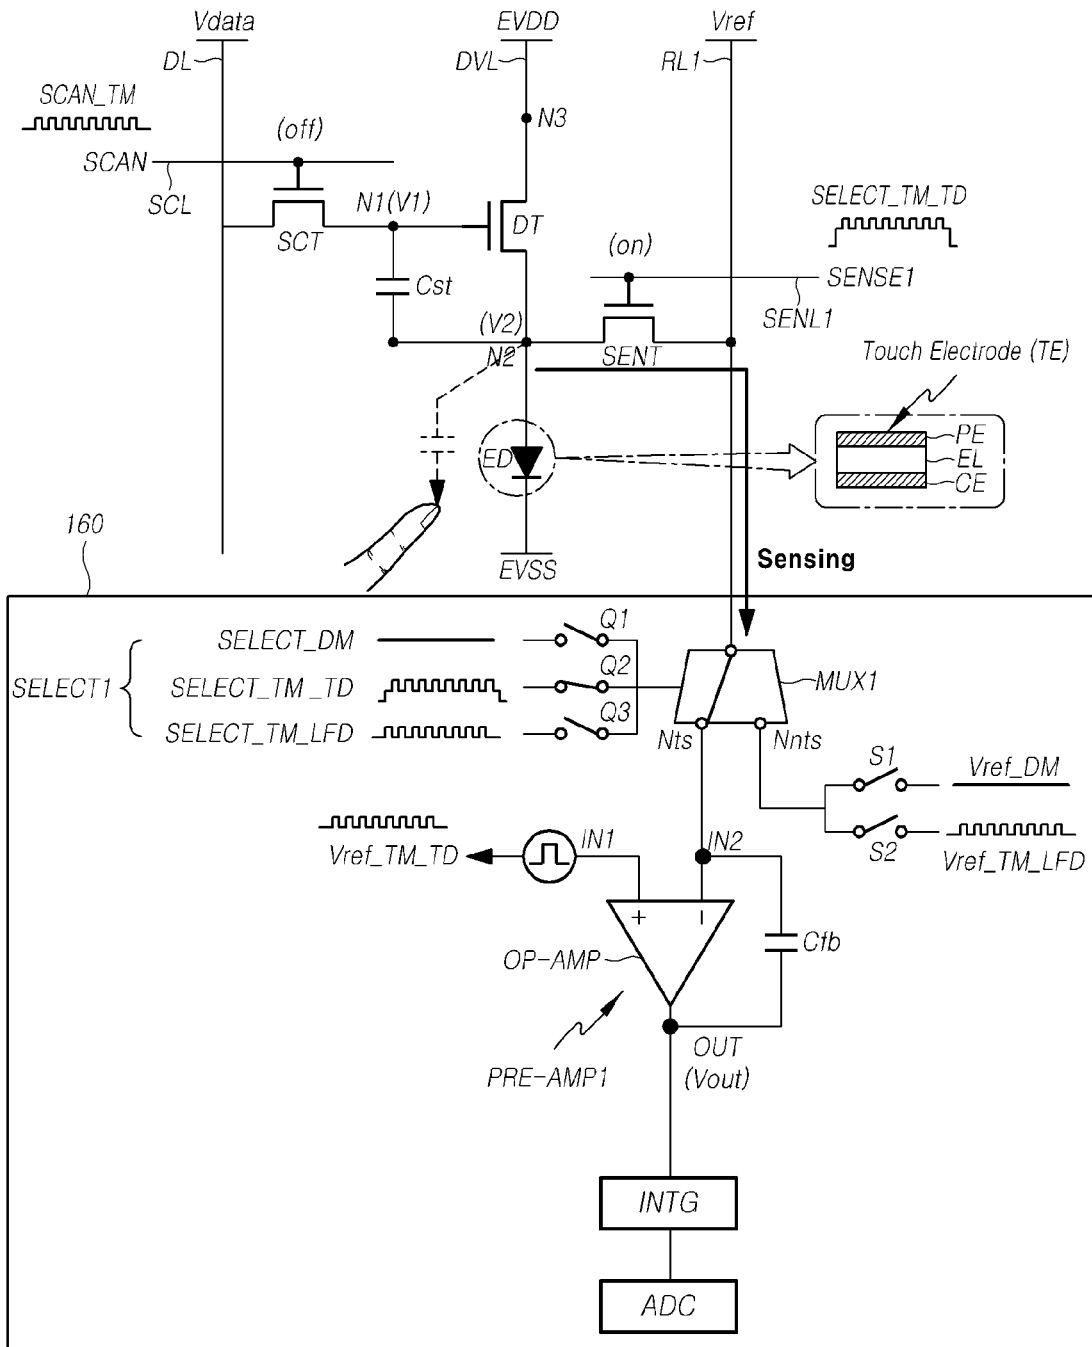 Vdata
EVDD
Vref
DL
DVL
RL1
SCAN_TM
N3
(off)
SCAN
SCL
N1(V1)
SELECT_TM_TD
DT
SCT
(on)
Cst
SENSE1
SENL1
(V2)
N2
SENT
Touch Electrode (TE)
PE
ED
EL
CE
160
EVSS
Sensing
Q1
SELECT_DM
Q2
SELECT1
SELECT_TM_TD
MUX1
Q3
SELECT_TM_LFD
Nts
Nnts
S1
Vref_DM
IN1
IN2
Vref_TM_TD
S2
Vref_TM_LFD
+
−
Cfb
OP-AMP
OUT
(Vout)
PRE-AMP1
INTG
ADC